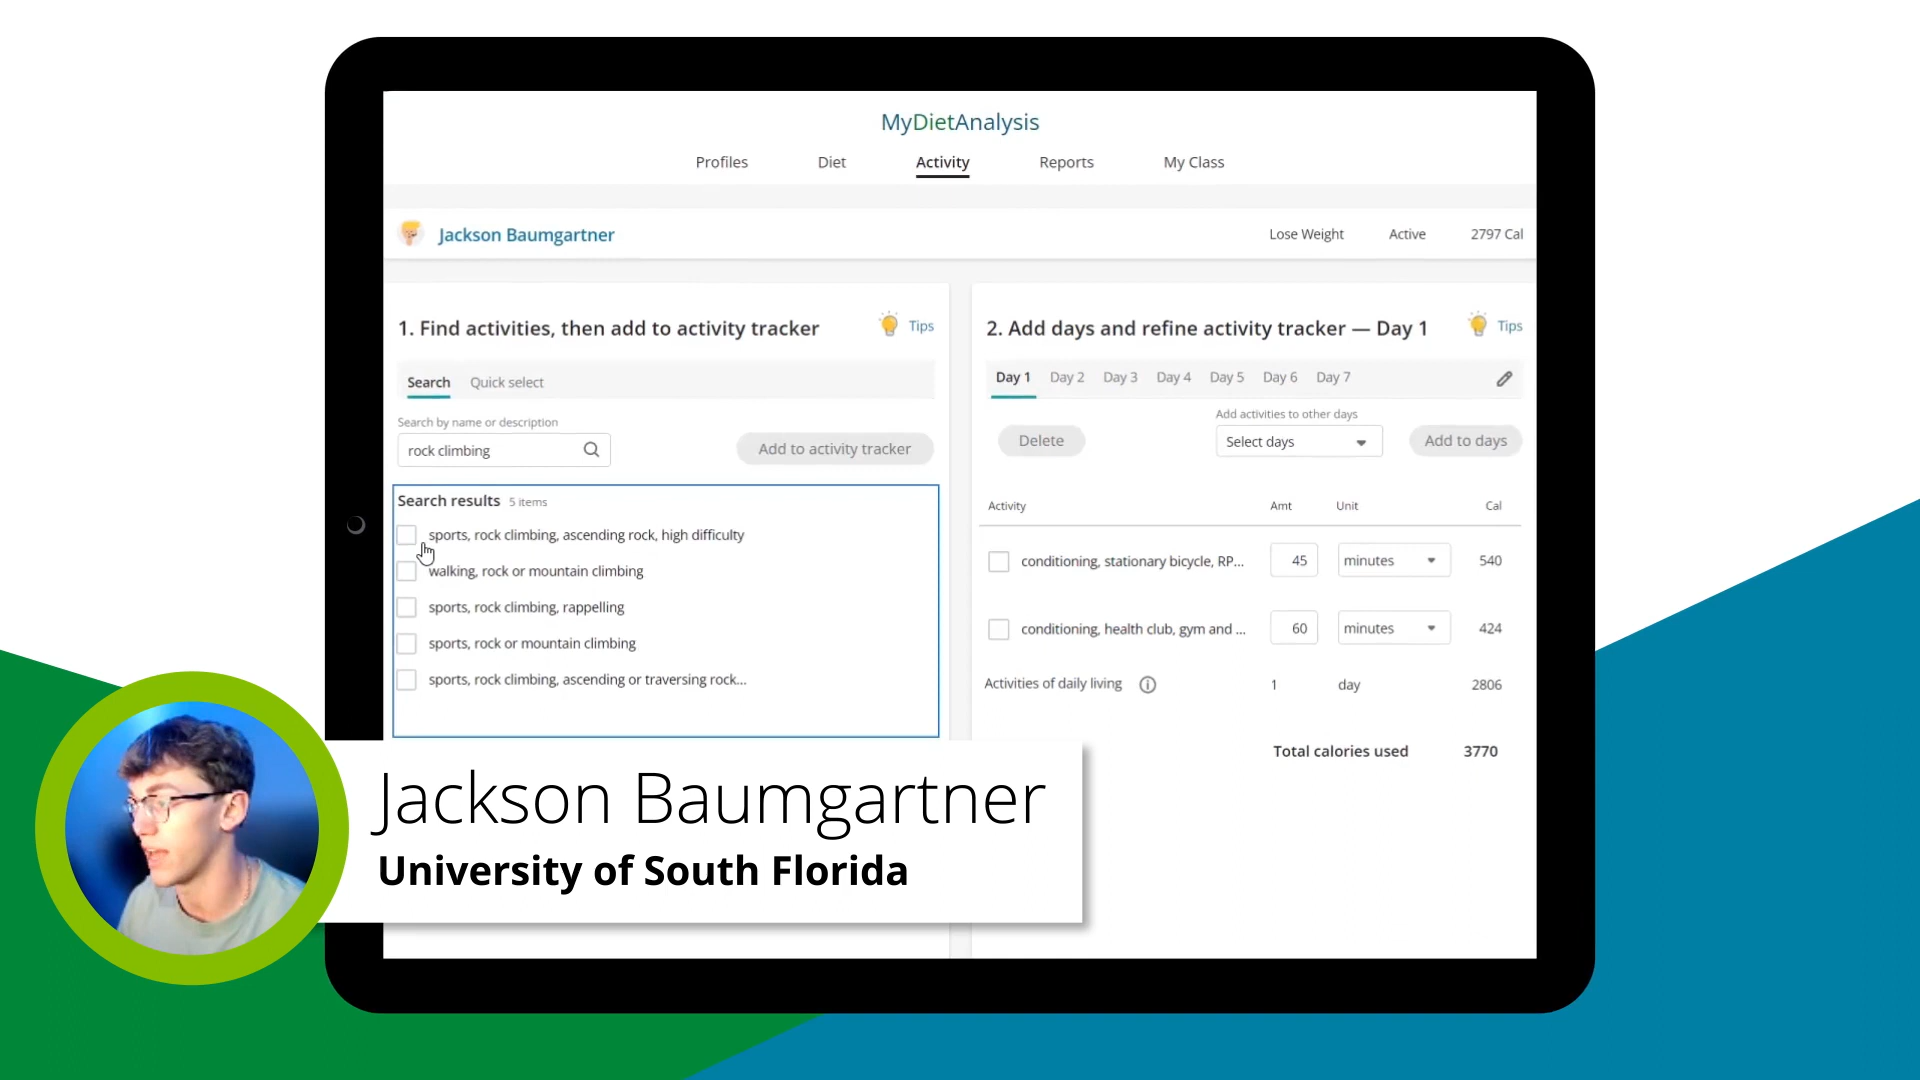 MyDietAnalysis
Profiles Diet Activity Reports My Class
Jackson Baumgartner Lose Weight Active 2797 Cal
1. Find activities, then add to activity tracker Tips
Search Quick select
Search by name or description
rock climbing Add to activity tracker
Search results 5 items
sports, rock climbing, ascending rock, high difficulty
walking, rock or mountain climbing
sports, rock climbing, rappelling
sports, rock or mountain climbing
sports, rock climbing, ascending or traversing rock...
2. Add days and refine activity tracker — Day 1 Tips
Day 1 Day 2 Day 3 Day 4 Day 5 Day 6 Day 7
Add activities to other days
Delete Select days Add to days
Activity Amt Unit Cal
conditioning, stationary bicycle, RP... 45 minutes 540
conditioning, health club, gym and ... 60 minutes 424
Activities of daily living 1 day 2806
Total calories used 3770
Jackson Baumgartner
University of South Florida